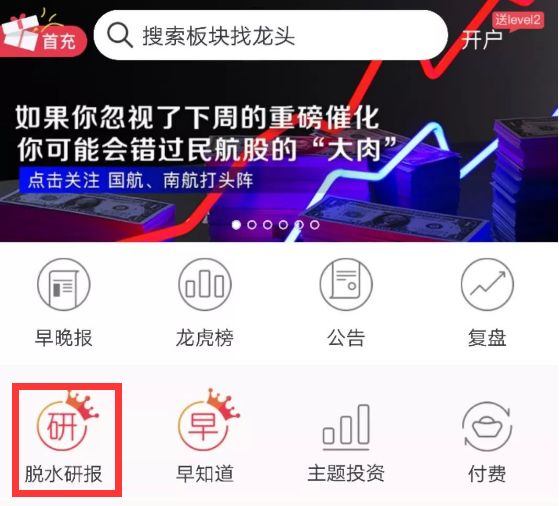 首充
搜索板块找龙头
开户
送level2
如果你忽视了下周的重磅催化
你可能会错过民航股的“大肉”
点击关注 国航、南航打头阵
早晚报
龙虎榜
公告
复盘
研
早
脱水研报
早知道
主题投资
付费